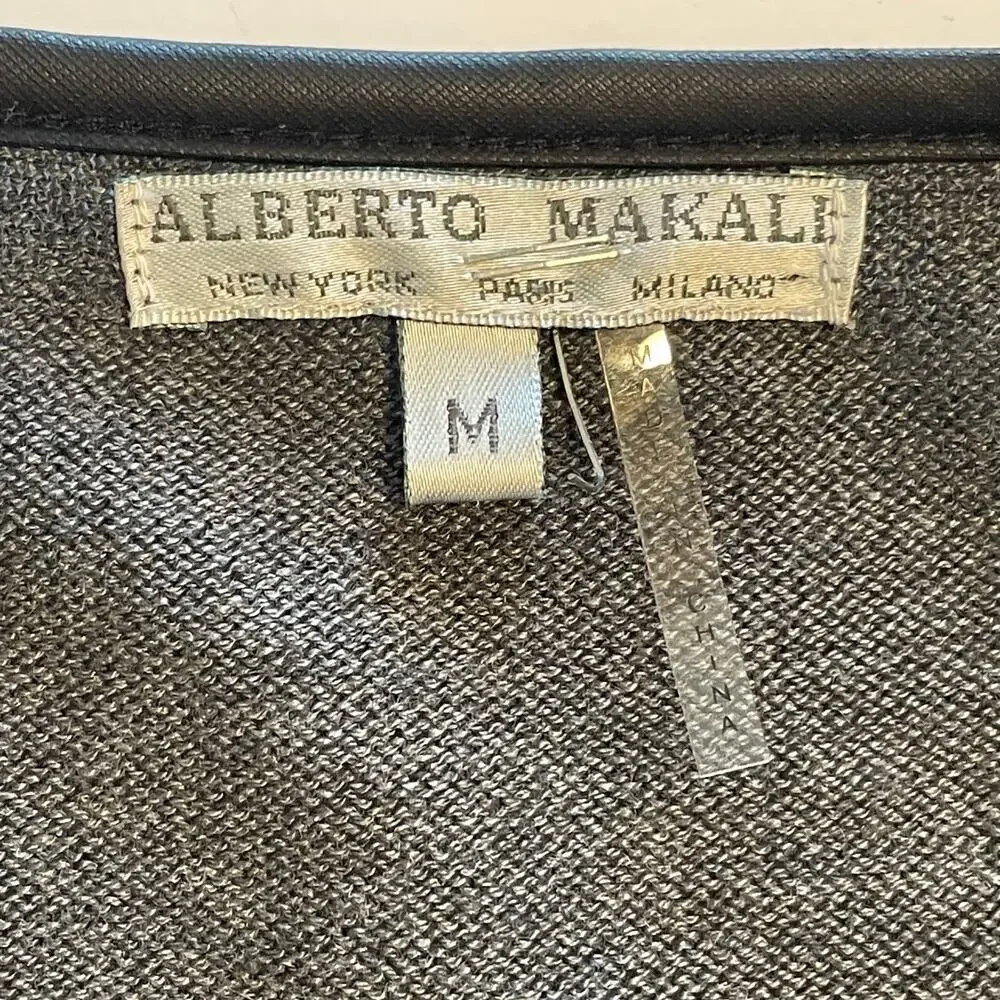 ALBERTO MAKALI
NEW YORK PARIS MILANO
M
MADE IN CHINA